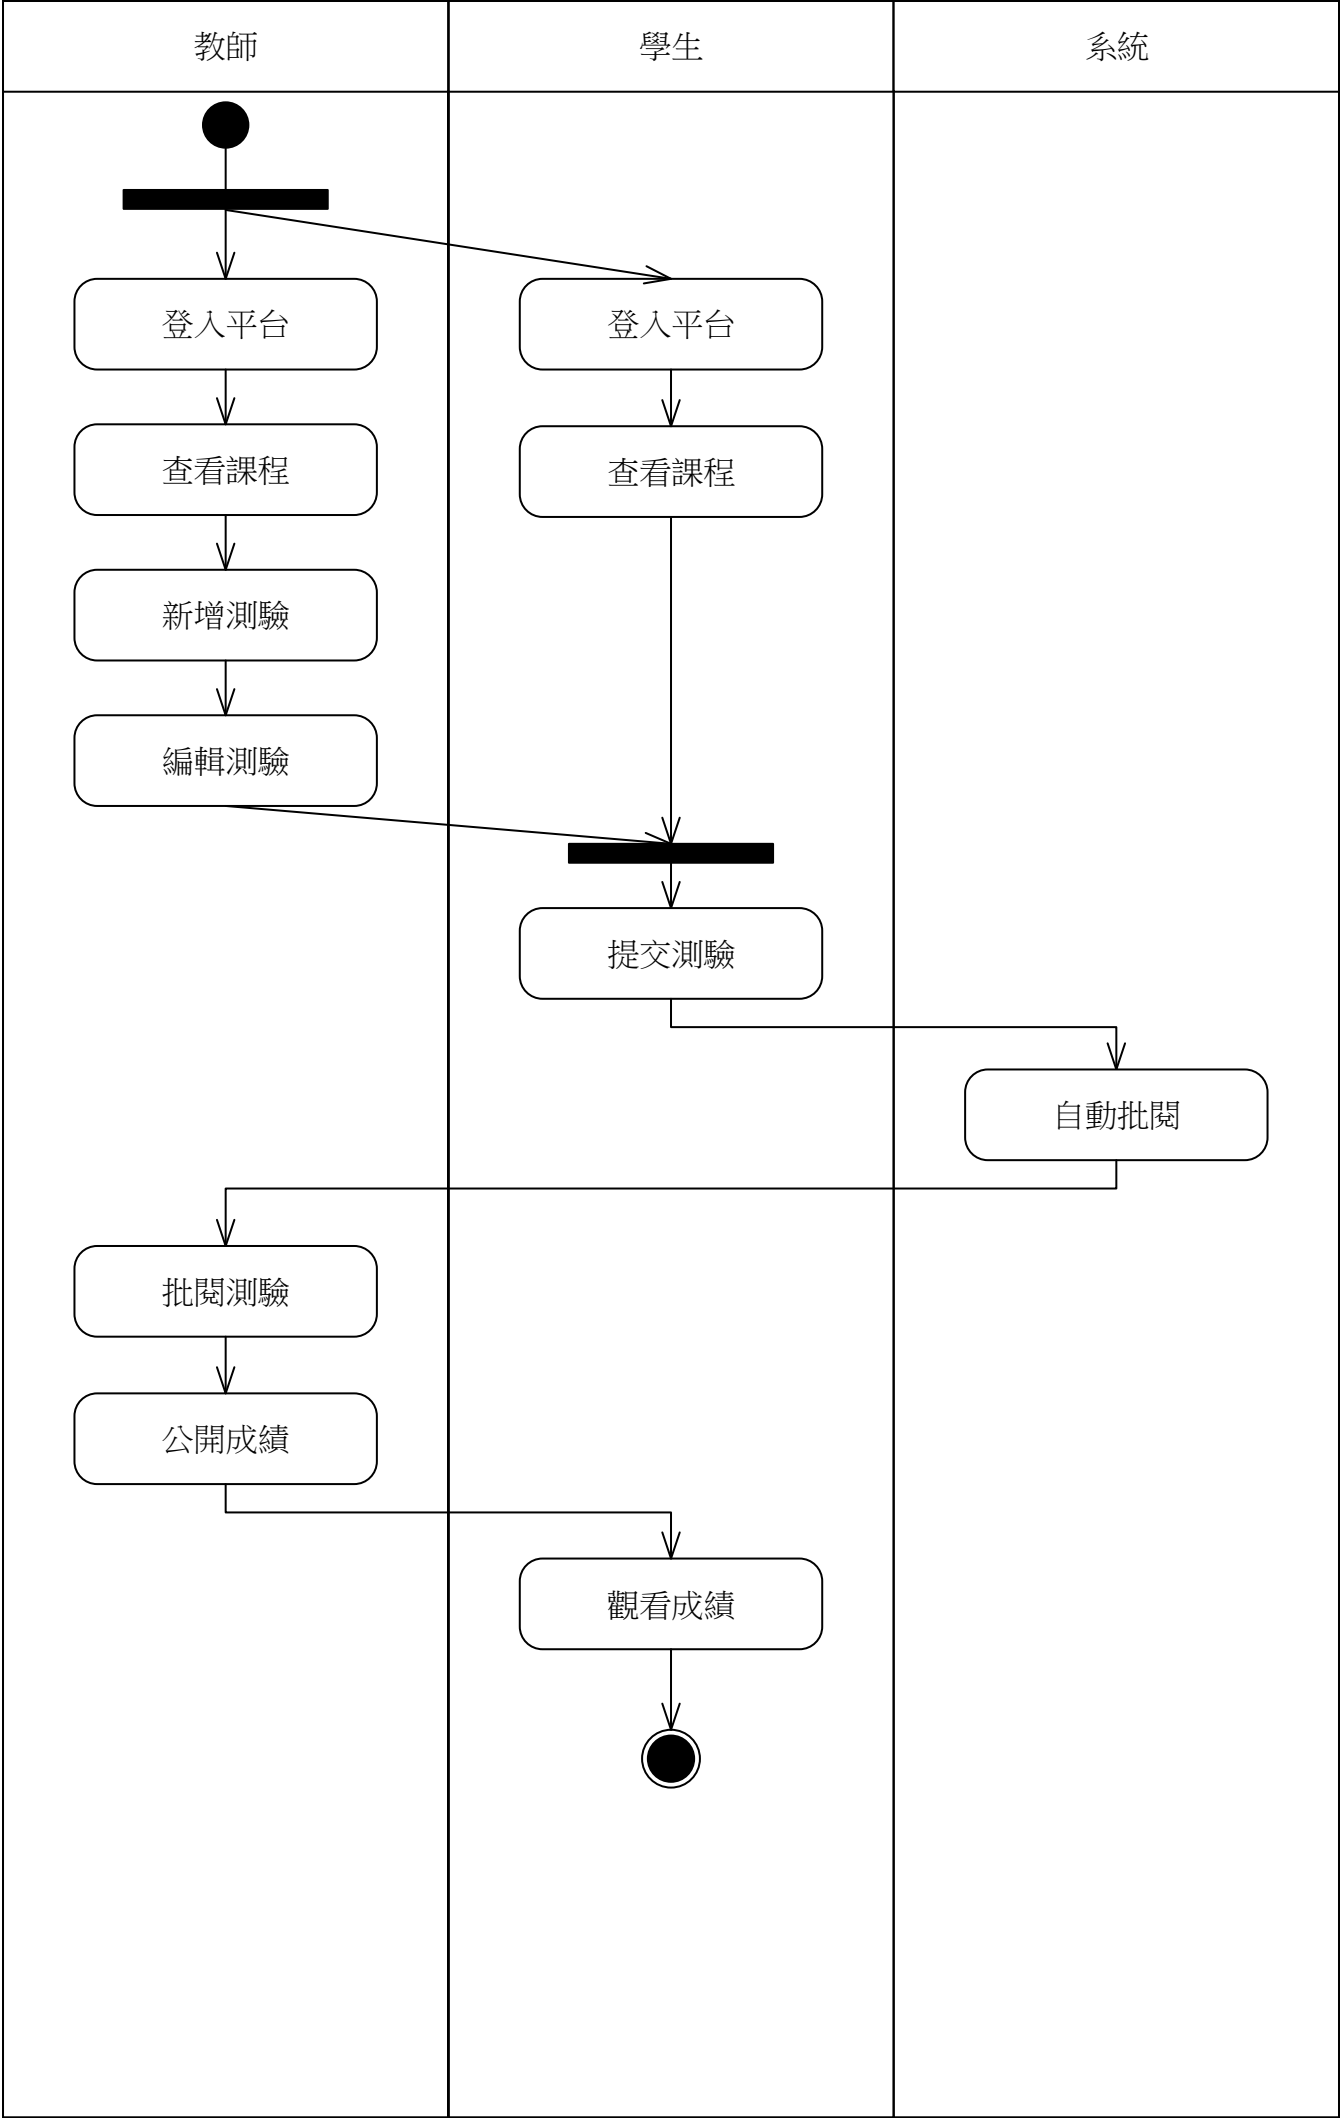 教師
學生
系統
登入平台
登入平台
查看課程
查看課程
新增測驗
編輯測驗
提交測驗
自動批閱
批閱測驗
公開成績
觀看成績